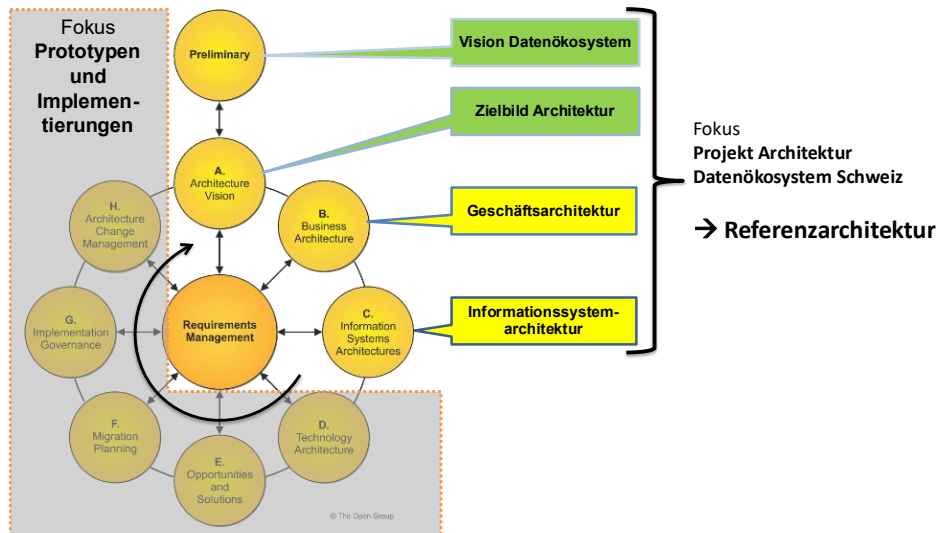 Fokus
Prototypen
und
Implemen-
tierungen
Preliminary
Vision Datenökosystem
Zielbild Architektur
Fokus
Projekt Architektur
Datenökosystem Schweiz
→ Referenzarchitektur
A.
Architecture
Vision
H.
Architecture
Change
Management
B.
Business
Architecture
Geschäftsarchitektur
G.
Implementation
Governance
Requirements
Management
C.
Information
Systems
Architectures
Informationssystem-
architektur
F.
Migration
Planning
D.
Technology
Architecture
E.
Opportunities
and
Solutions
© The Open Group